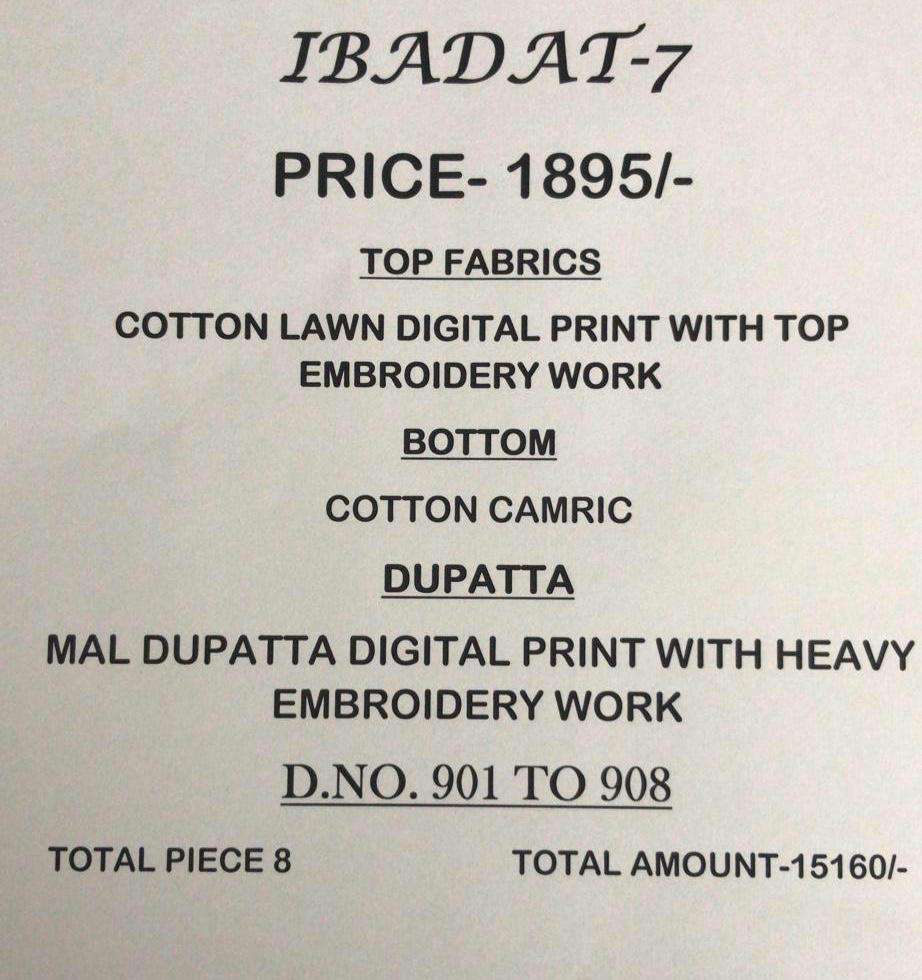 IBADAT-7
PRICE- 1895/-
TOP FABRICS
COTTON LAWN DIGITAL PRINT WITH TOP
EMBROIDERY WORK
BOTTOM
COTTON CAMRIC
DUPATTA
MAL DUPATTA DIGITAL PRINT WITH HEAVY
EMBROIDERY WORK
D.NO. 901 TO 908
TOTAL PIECE 8 TOTAL AMOUNT-15160/-